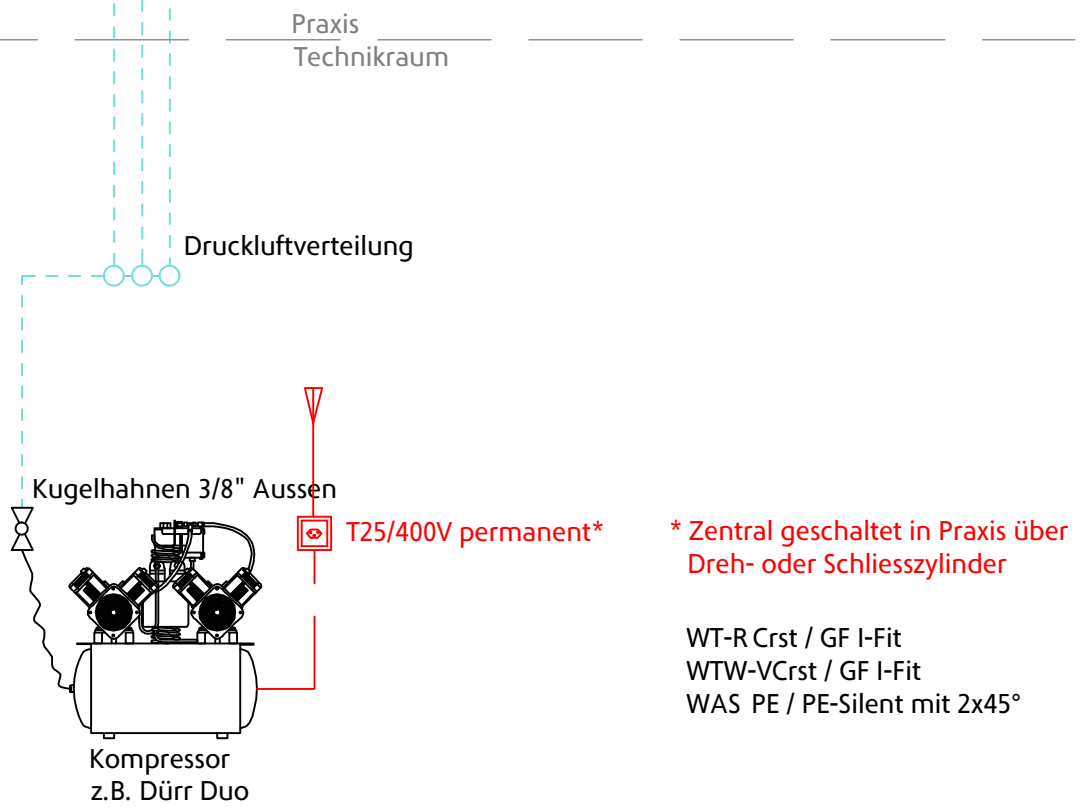 Praxis
Technikraum
Druckluftverteilung
Kugelhahnen 3/8" Aussen
T25/400V permanent*
* Zentral geschaltet in Praxis über
Dreh- oder Schliesszylinder
WT-R Crst / GF I-Fit
WTW-VCrst / GF I-Fit
WAS PE / PE-Silent mit 2x45°
Kompressor
z.B. Dürr Duo